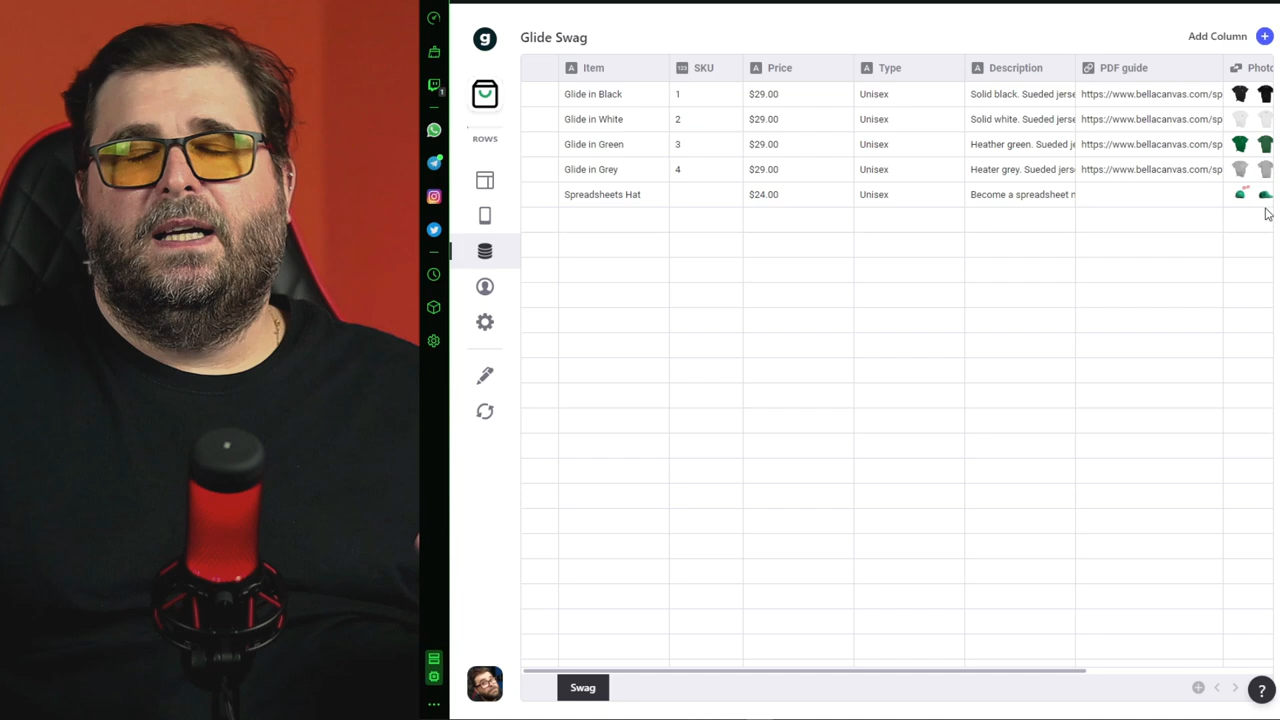 g
Glide Swag
Add Column
ROWS
Item SKU Price Type Description PDF guide Photo
Glide in Black 1 $29.00 Unisex Solid black. Sueded jerse https://www.bellacanvas.com/sp
Glide in White 2 $29.00 Unisex Solid white. Sueded jerse https://www.bellacanvas.com/sp
Glide in Green 3 $29.00 Unisex Heather green. Sueded je https://www.bellacanvas.com/sp
Glide in Grey 4 $29.00 Unisex Heater grey. Sueded jerse https://www.bellacanvas.com/sp
Spreadsheets Hat $24.00 Unisex Become a spreadsheet n
Swag
?
1